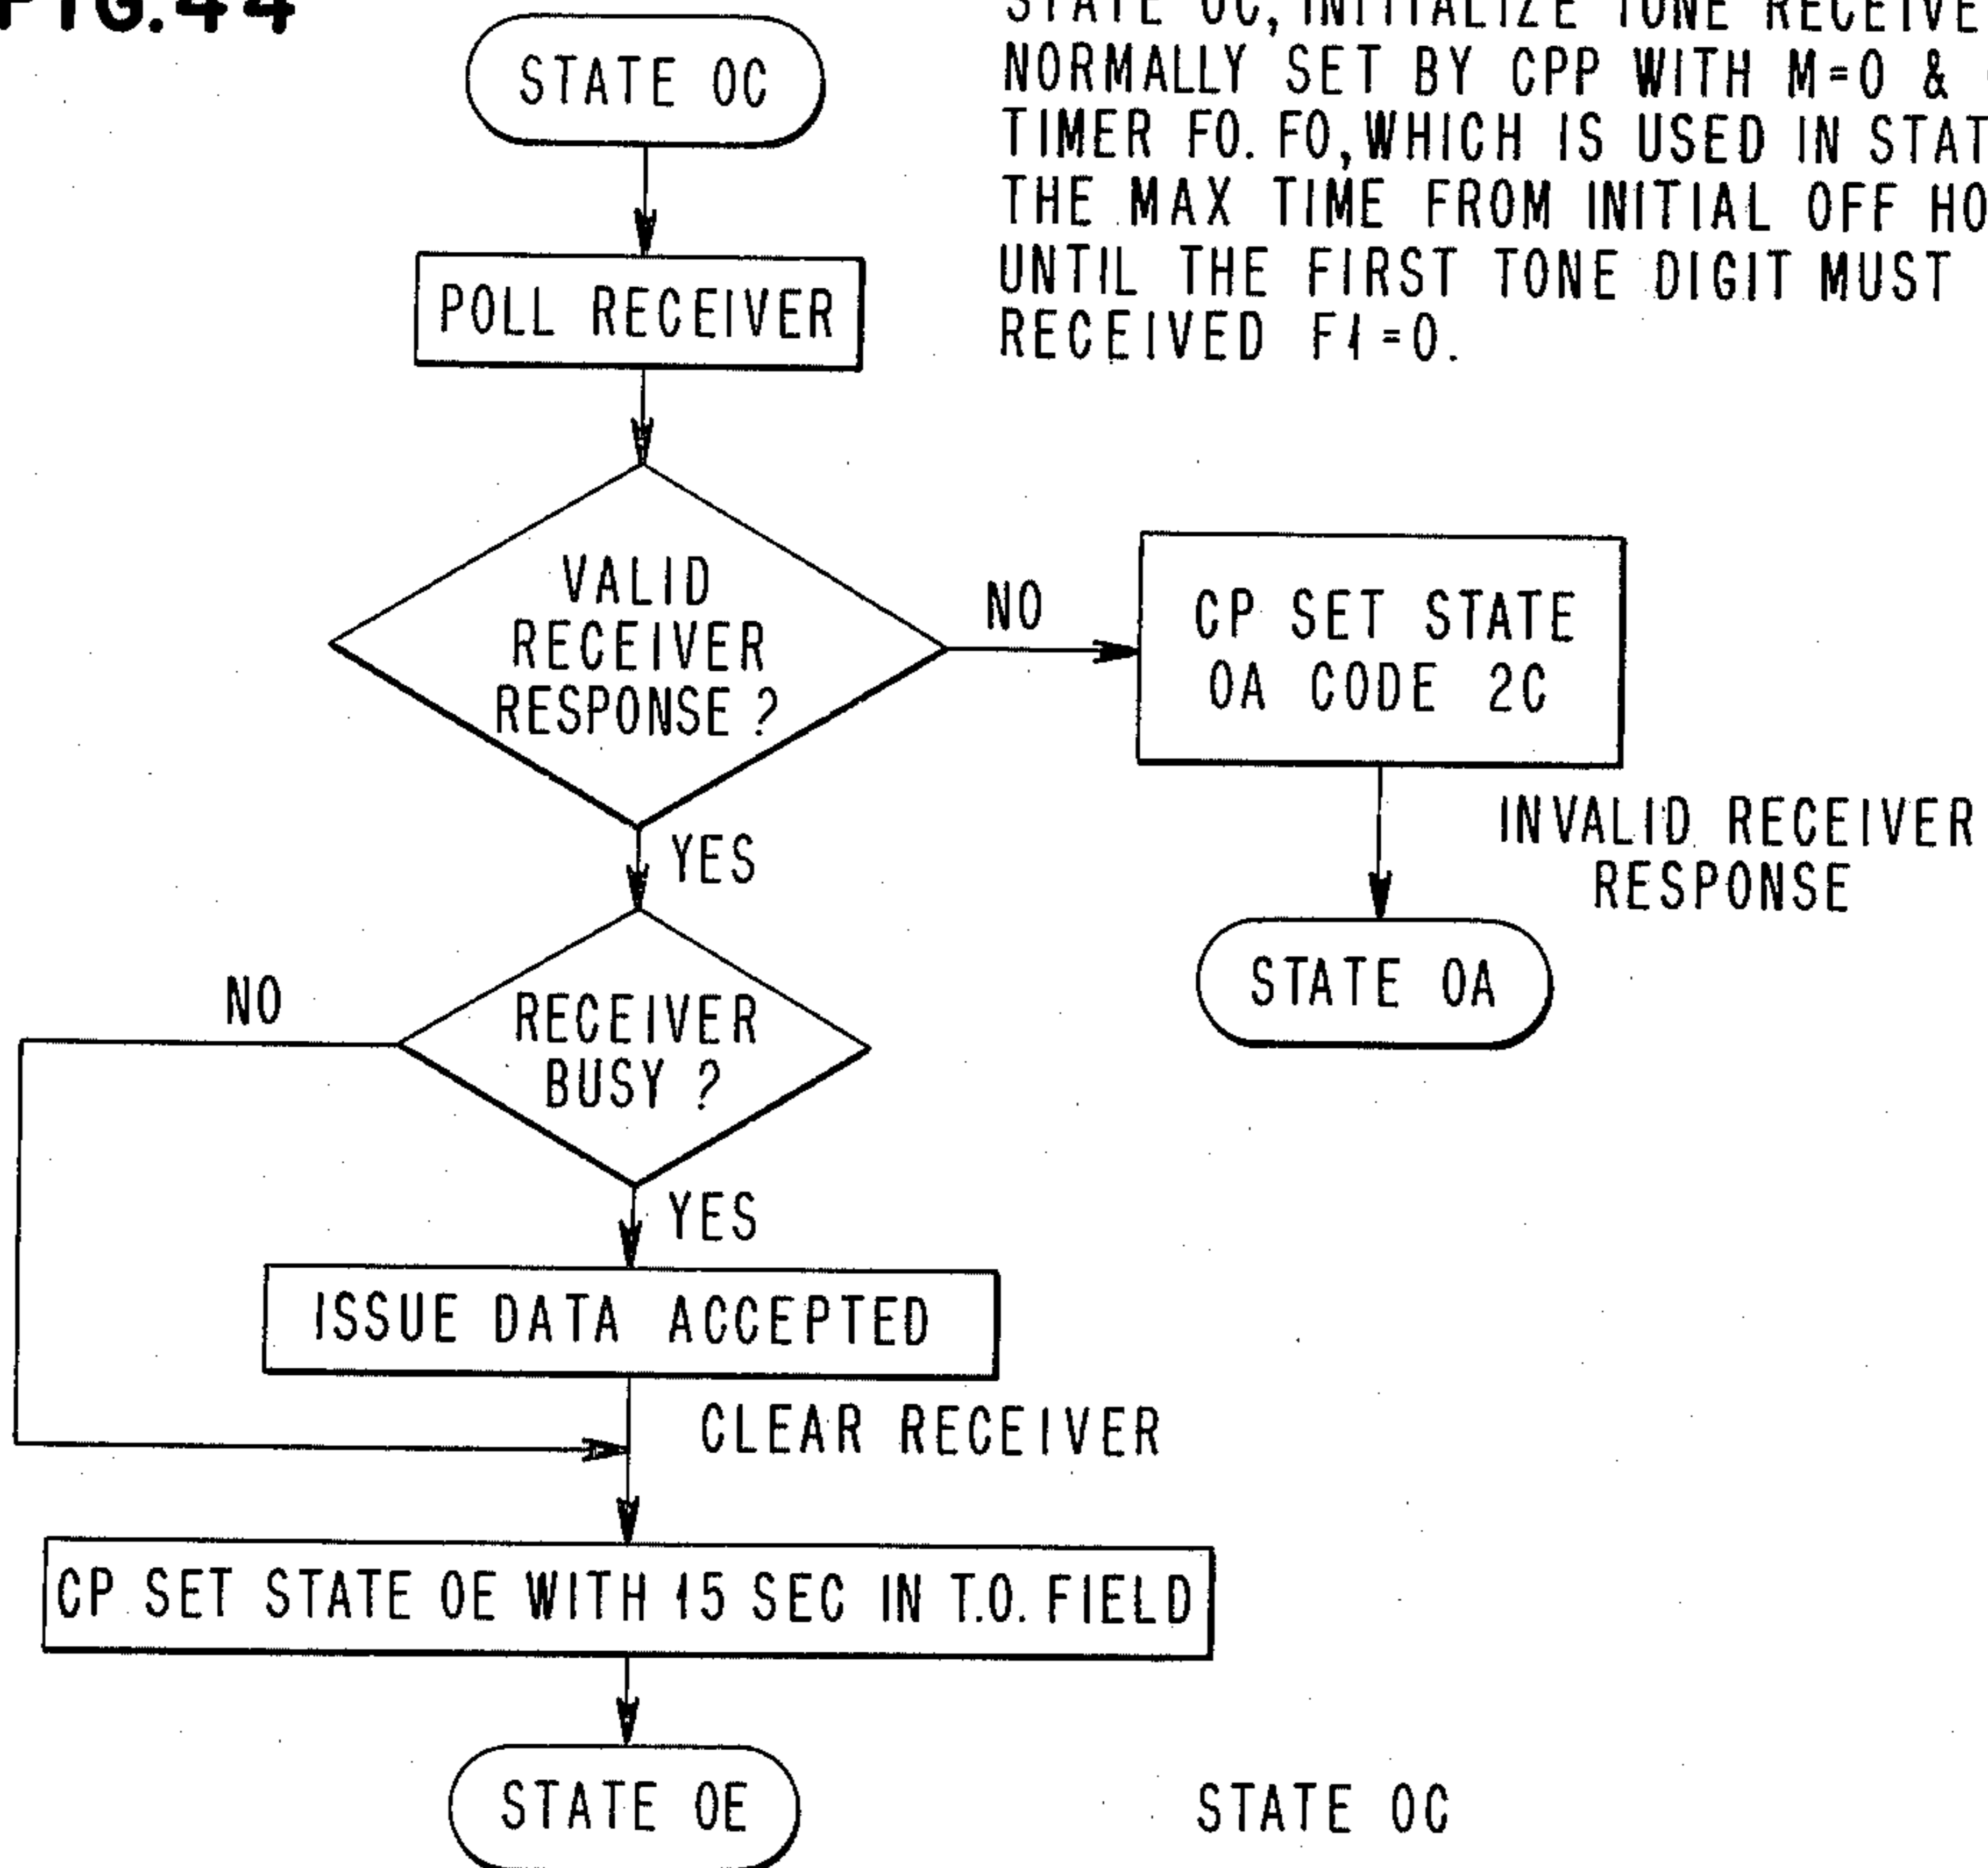 FIG. 44
STATE 0C, INITIALIZE TONE RECEIVE
NORMALLY SET BY CPP WITH M=0 &
TIMER F0. F0, WHICH IS USED IN STAT
THE MAX TIME FROM INITIAL OFF HO
UNTIL THE FIRST TONE DIGIT MUST
RECEIVED F1=0.
STATE 0C
POLL RECEIVER
VALID
RECEIVER
RESPONSE ?
NO
CP SET STATE
0A CODE 2C
INVALID RECEIVER
RESPONSE
STATE 0A
YES
RECEIVER
BUSY ?
NO
YES
ISSUE DATA ACCEPTED
CLEAR RECEIVER
CP SET STATE 0E WITH 15 SEC IN T.O. FIELD
STATE 0E
STATE 0C